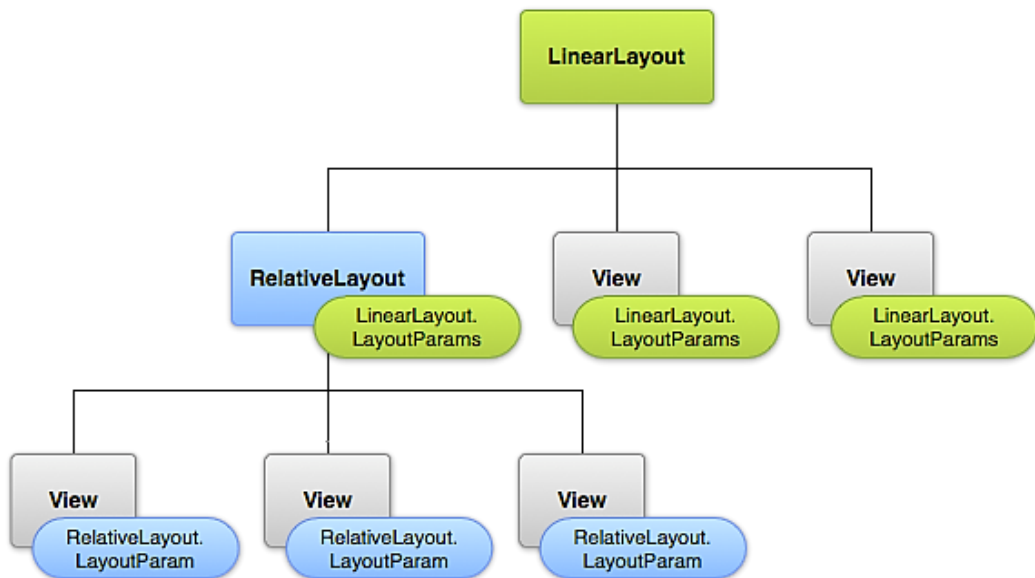 LinearLayout
RelativeLayout
LinearLayout.
LayoutParams
View
LinearLayout.
LayoutParams
View
LinearLayout.
LayoutParams
View
RelativeLayout.
LayoutParam
View
RelativeLayout.
LayoutParam
View
RelativeLayout.
LayoutParam